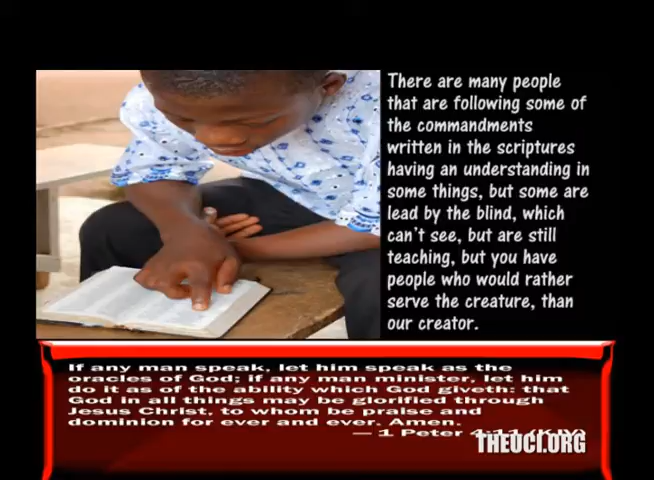 There are many people
that are following some of
the commandments
written in the scriptures
having an understanding in
some things, but some are
lead by the blind, which
can't see, but are still
teaching, but you have
people who would rather
serve the creature, than
our creator.
If any man speak, let him speak as the
oracles of God; if any man minister, let him
do it as of the ability which God giveth: that
God in all things may be glorified through
Jesus Christ, to whom be praise and
dominion for ever and ever. Amen.
— 1 Peter 4:11 (KJV)
THEUCI.ORG